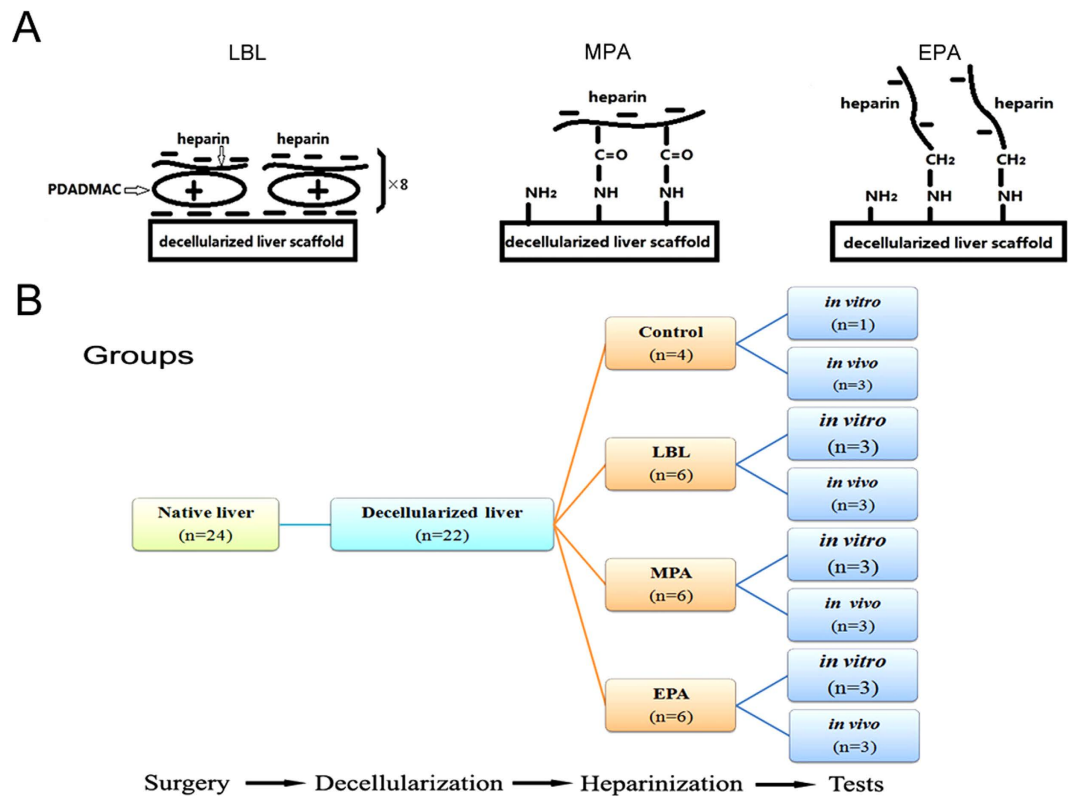 A
LBL
MPA
EPA
heparin
heparin
PDADMAC
+
+
×8
decellularized liver scaffold
heparin
C=O
C=O
NH2
NH
NH
decellularized liver scaffold
heparin
heparin
CH2
CH2
NH2
NH
NH
decellularized liver scaffold
B
Groups
Native liver
(n=24)
Decellularized liver
(n=22)
Control
(n=4)
in vitro
(n=1)
in vivo
(n=3)
LBL
(n=6)
in vitro
(n=3)
in vivo
(n=3)
MPA
(n=6)
in vitro
(n=3)
in vivo
(n=3)
EPA
(n=6)
in vitro
(n=3)
in vivo
(n=3)
Surgery Decellularization Heparinization Tests